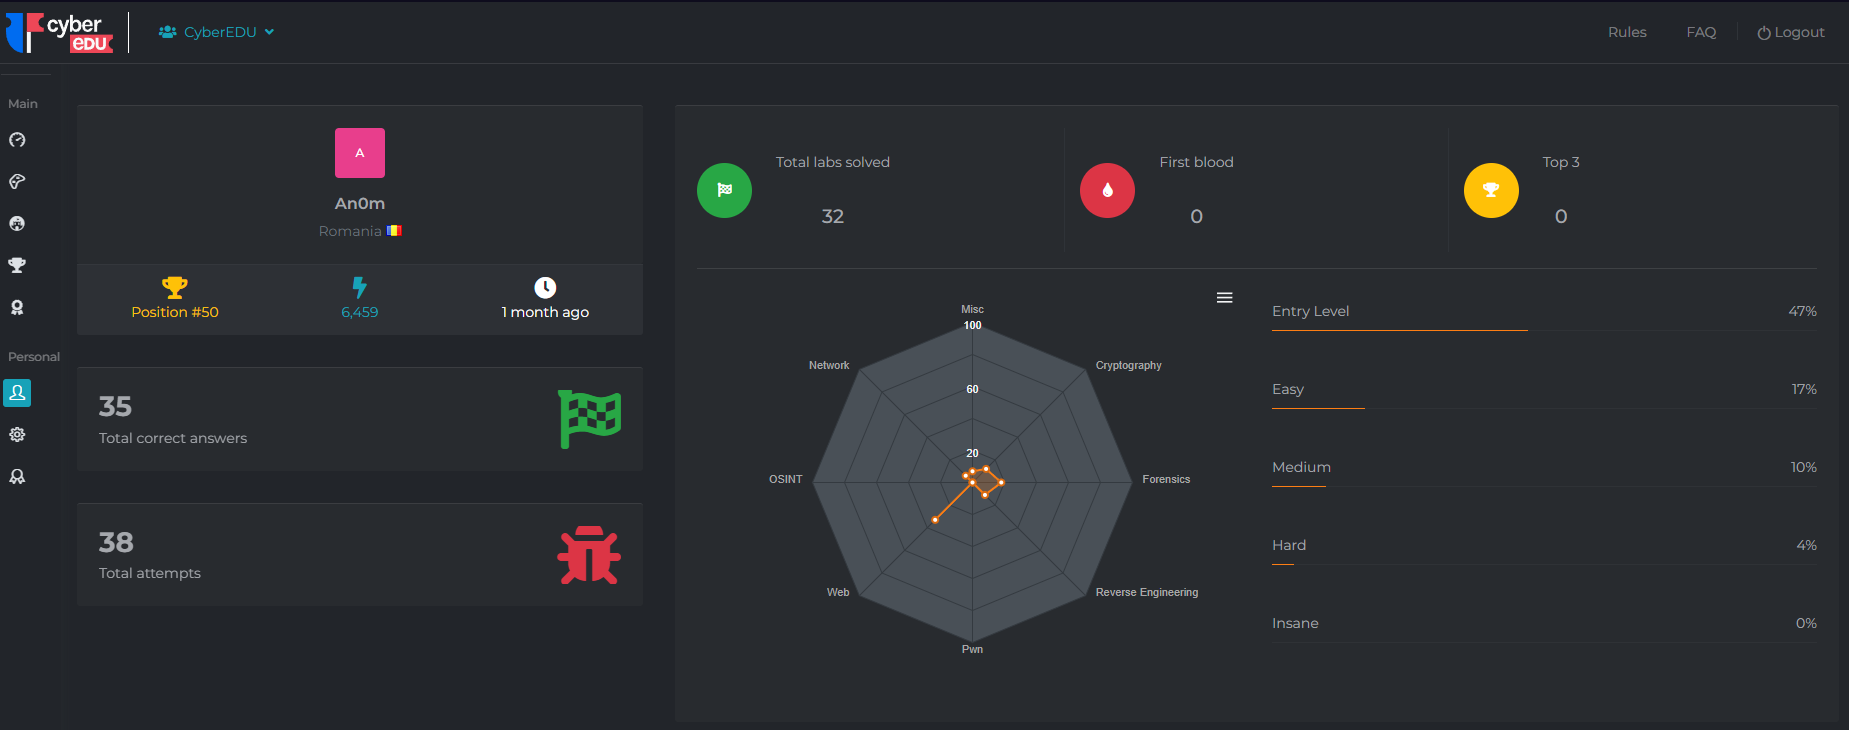 cyber
EDU
CyberEDU
Rules
FAQ
Logout
Main
Personal
A
An0m
Romania
Position #50
6,459
1 month ago
35
Total correct answers
38
Total attempts
Total labs solved
32
First blood
0
Top 3
0
Misc
100
Network
Cryptography
60
20
OSINT
Forensics
Web
Reverse Engineering
Pwn
Entry Level 47%
Easy 17%
Medium 10%
Hard 4%
Insane 0%